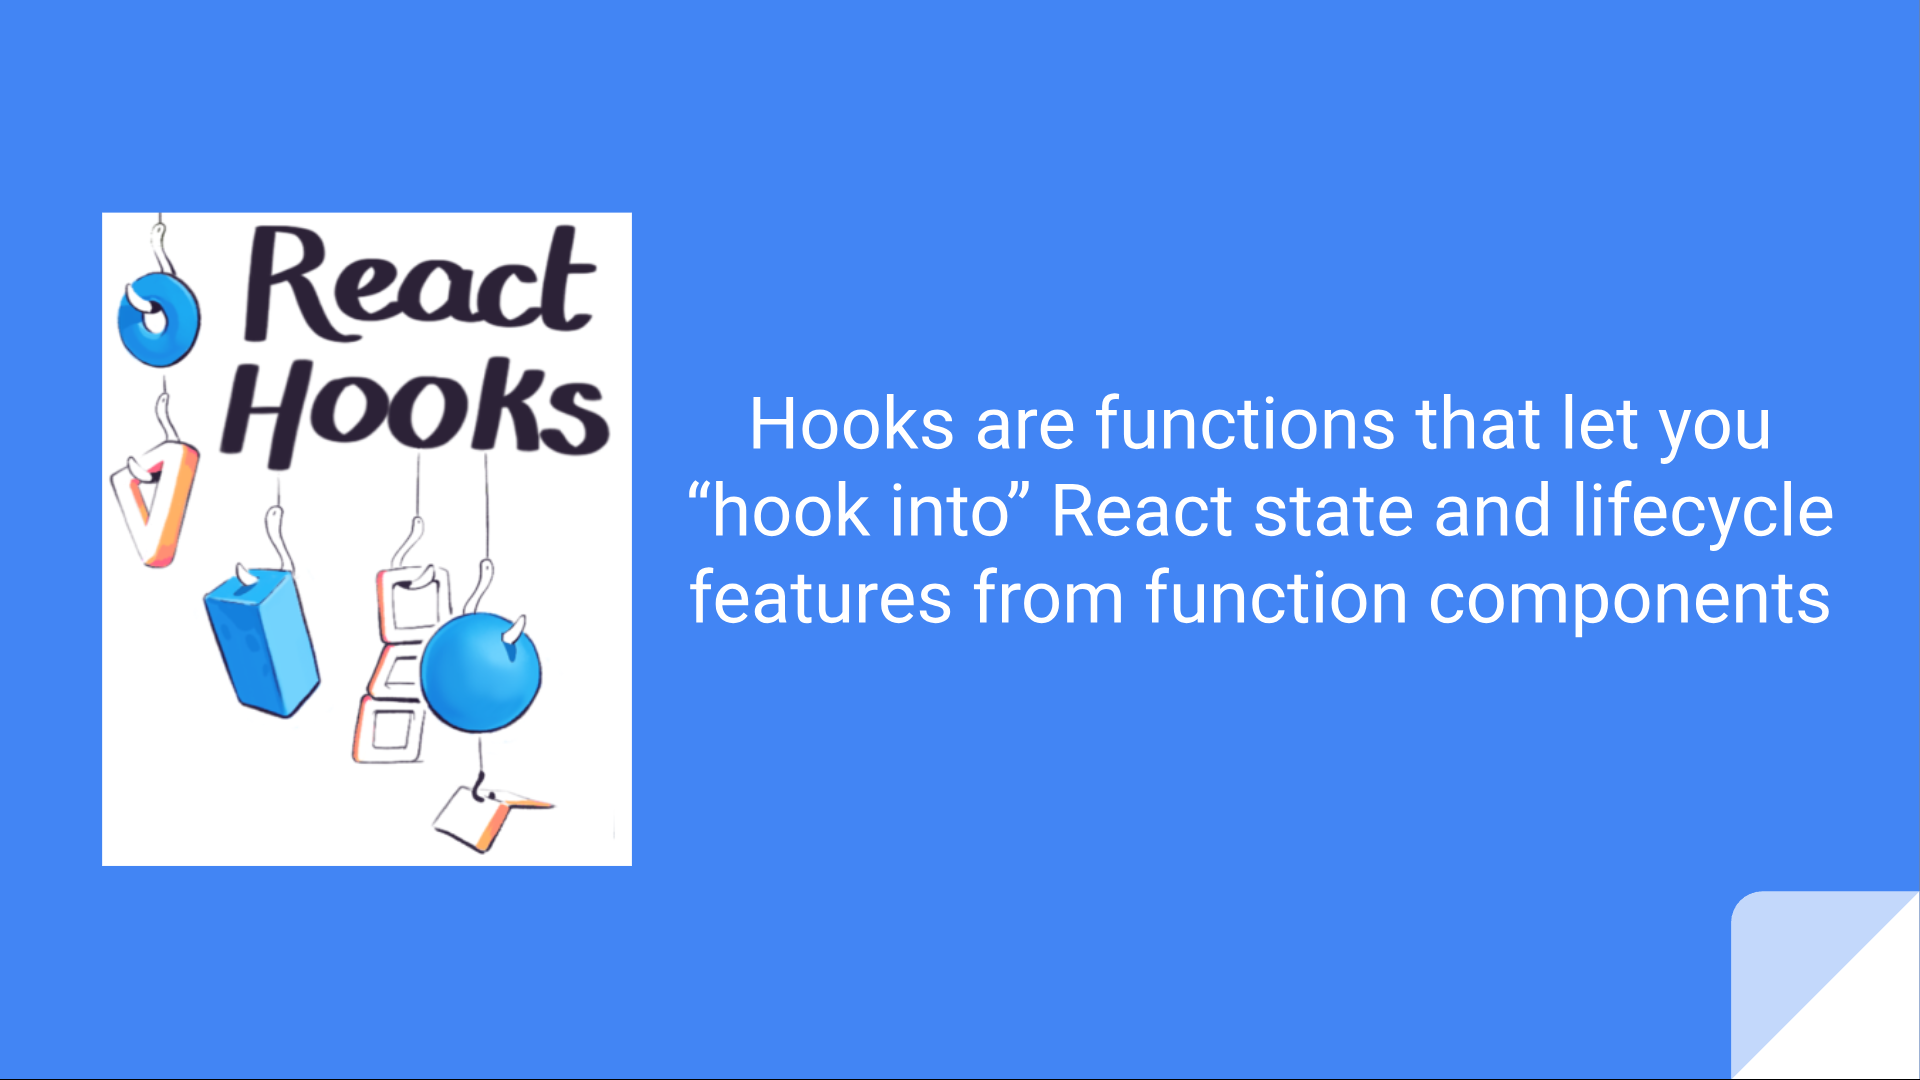 React
Hooks
Hooks are functions that let you
“hook into” React state and lifecycle
features from function components